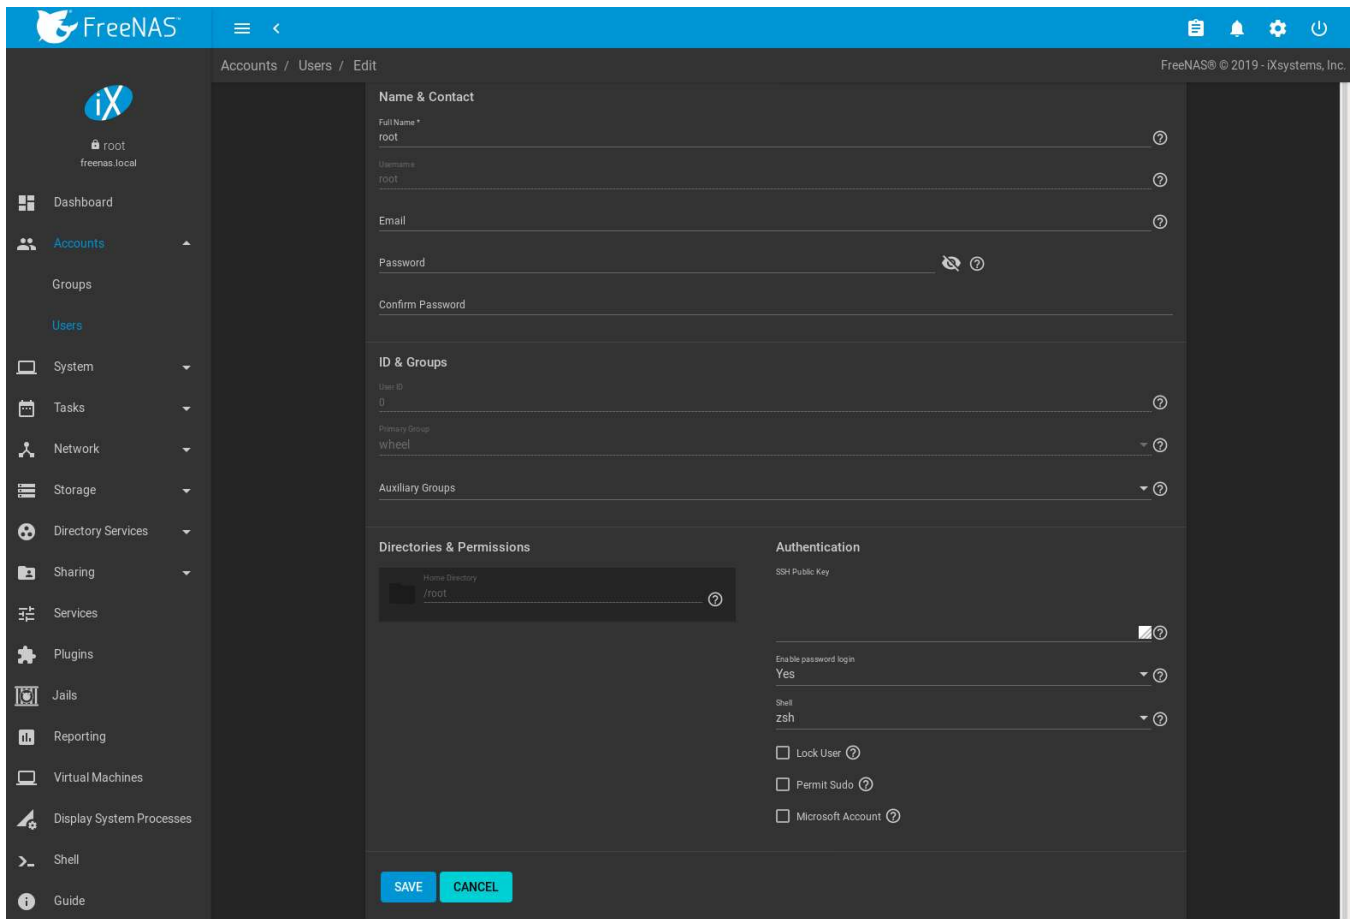 FreeNAS™
Accounts / Users / Edit
FreeNAS® © 2019 - iXsystems, Inc.
iX
root
freenas.local
Dashboard
Accounts
Groups
Users
System
Tasks
Network
Storage
Directory Services
Sharing
Services
Plugins
Jails
Reporting
Virtual Machines
Display System Processes
Shell
Guide
Name & Contact
Full Name *
root
Username
root
Email
Password
Confirm Password
ID & Groups
User ID
0
Primary Group
wheel
Auxiliary Groups
Directories & Permissions
Home Directory
/root
Authentication
SSH Public Key
Enable password login
Yes
Shell
zsh
Lock User
Permit Sudo
Microsoft Account
SAVE
CANCEL